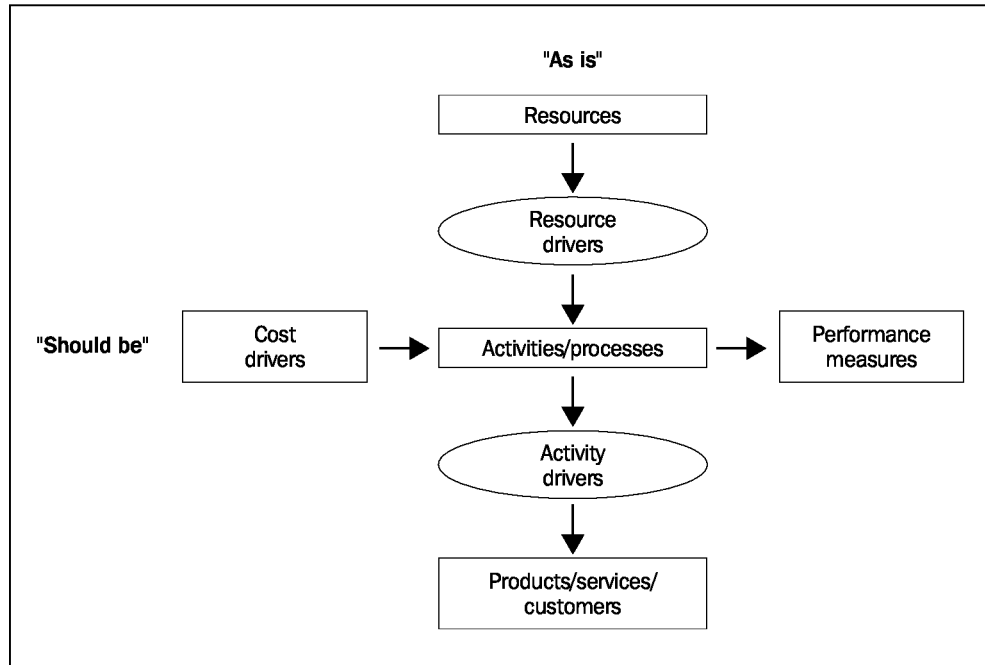 "As is"
Resources
Resource
drivers
"Should be"
Cost
drivers
Activities/processes
Performance
measures
Activity
drivers
Products/services/
customers